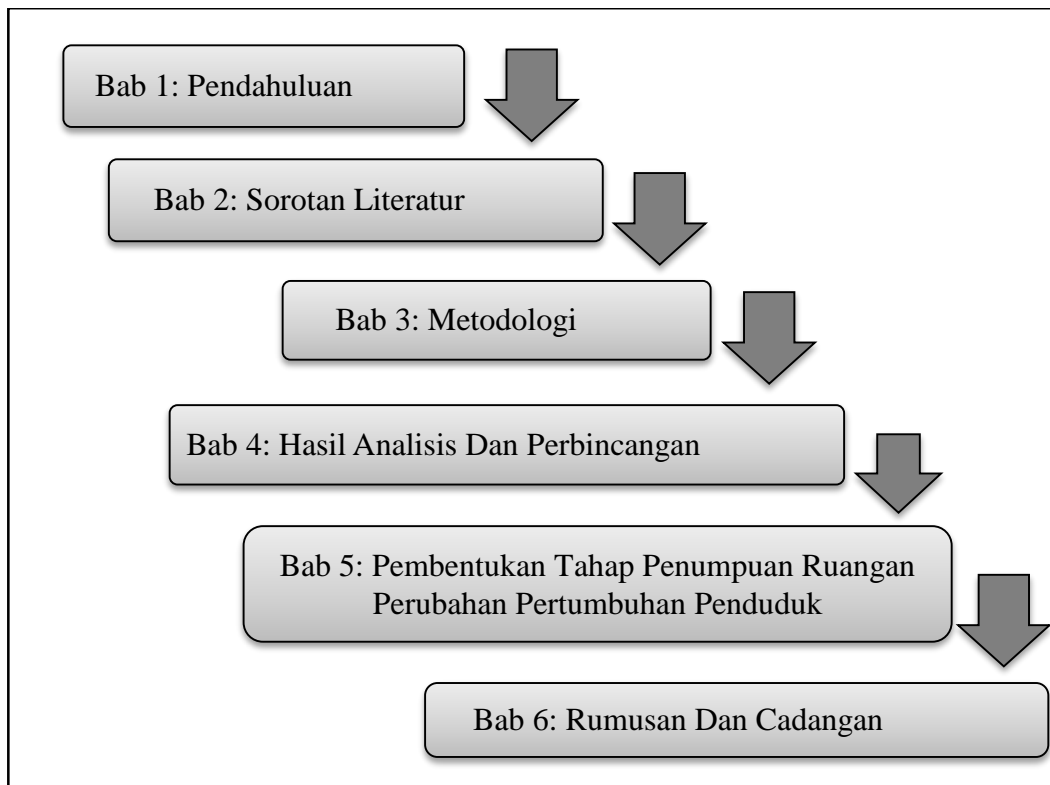 Bab 1: Pendahuluan
Bab 2: Sorotan Literatur
Bab 3: Metodologi
Bab 4: Hasil Analisis Dan Perbincangan
Bab 5: Pembentukan Tahap Penumpuan Ruangan
Perubahan Pertumbuhan Penduduk
Bab 6: Rumusan Dan Cadangan